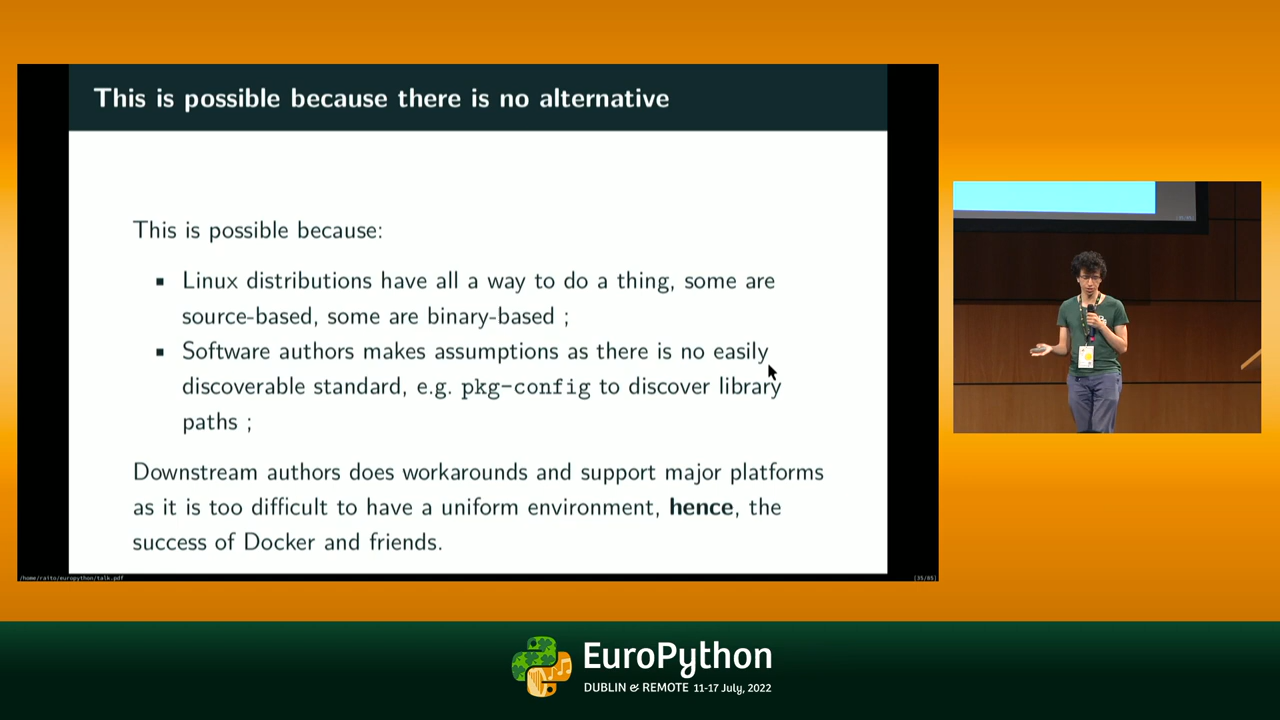 This is possible because there is no alternative
This is possible because:
▪ Linux distributions have all a way to do a thing, some are
source-based, some are binary-based ;
▪ Software authors makes assumptions as there is no easily
discoverable standard, e.g. pkg-config to discover library
paths ;
Downstream authors does workarounds and support major platforms
as it is too difficult to have a uniform environment, hence, the
success of Docker and friends.
/home/raito/europython/talk.pdf
[35/85]
EuroPython
DUBLIN & REMOTE 11-17 July, 2022